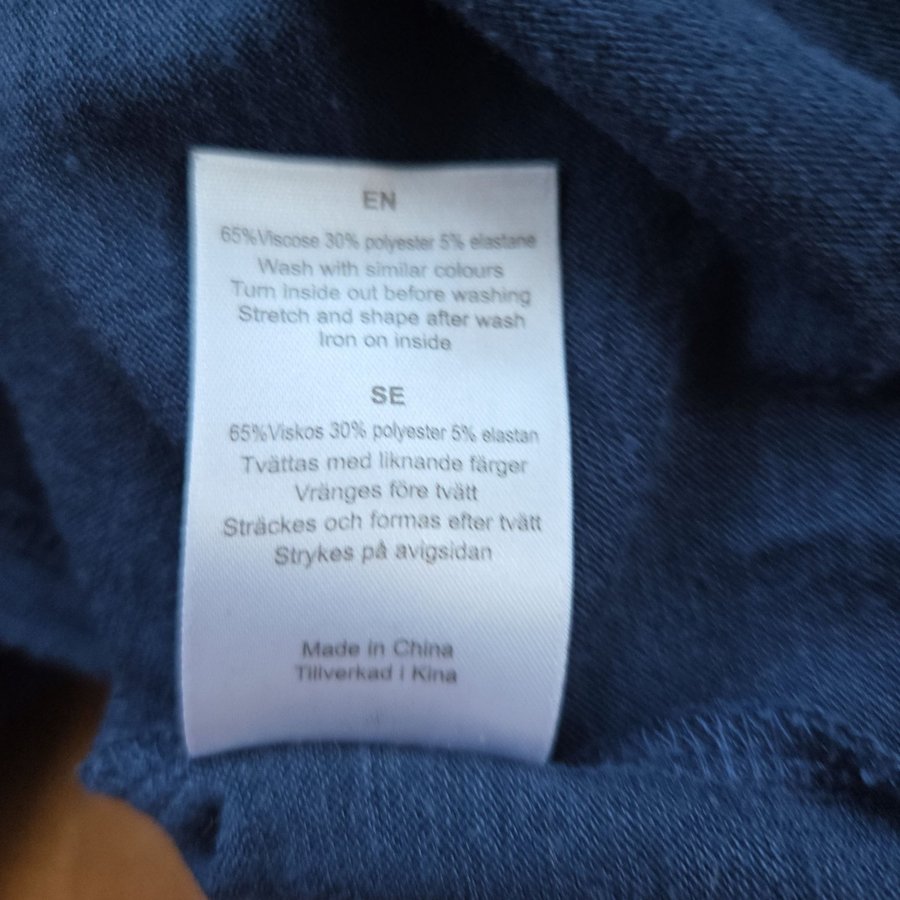 EN
65%Viscose 30% polyester 5% elastane
Wash with similar colours
Turn inside out before washing
Stretch and shape after wash
Iron on inside
SE
65%Viskos 30% polyester 5% elastan
Tvättas med liknande färger
Vränges före tvätt
Sträckes och formas efter tvätt
Strykes på avigsidan
Made in China
Tillverkad i Kina